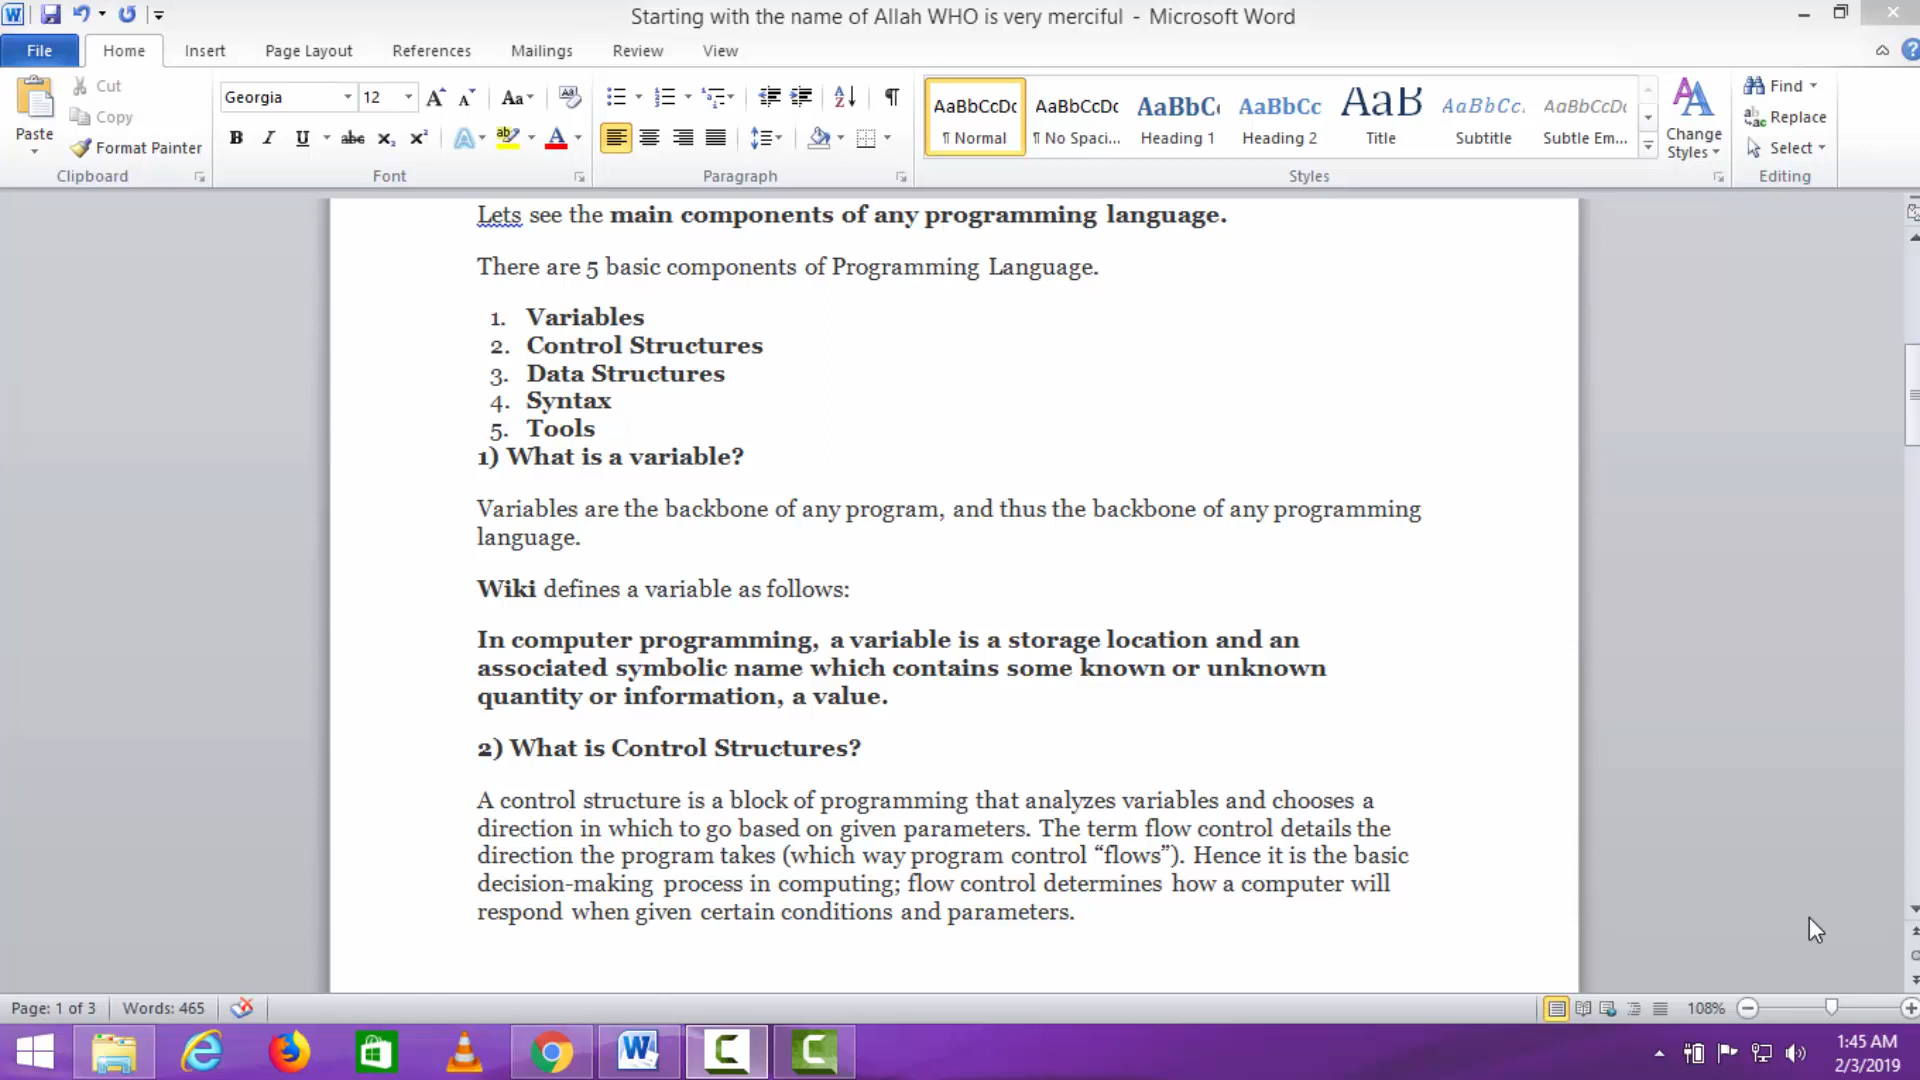 Starting with the name of Allah WHO is very merciful - Microsoft Word
File Home Insert Page Layout References Mailings Review View
Paste
Cut
Copy
Format Painter
Clipboard
Georgia 12
Font
Paragraph
AaBbCcDc AaBbCcDc AaBbC AaBbCc AaB AaBbCc. AaBbCcDc
¶ Normal ¶ No Spaci... Heading 1 Heading 2 Title Subtitle Subtle Em...
Change
Styles
Styles
Find
Replace
Select
Editing
Lets see the main components of any programming language.
There are 5 basic components of Programming Language.
1. Variables
2. Control Structures
3. Data Structures
4. Syntax
5. Tools
1) What is a variable?
Variables are the backbone of any program, and thus the backbone of any programming
language.
Wiki defines a variable as follows:
In computer programming, a variable is a storage location and an
associated symbolic name which contains some known or unknown
quantity or information, a value.
2) What is Control Structures?
A control structure is a block of programming that analyzes variables and chooses a
direction in which to go based on given parameters. The term flow control details the
direction the program takes (which way program control “flows”). Hence it is the basic
decision-making process in computing; flow control determines how a computer will
respond when given certain conditions and parameters.
Page: 1 of 3 Words: 465
108%
1:45 AM
2/3/2019